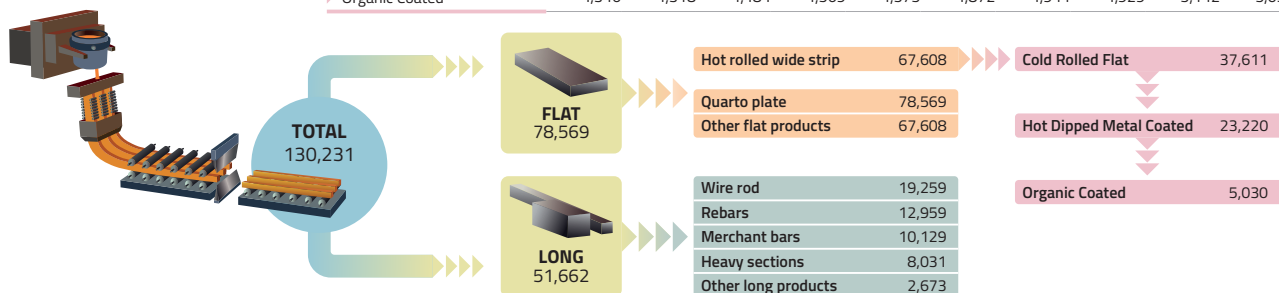 Organic Coated
TOTAL
130,231
FLAT
78,569
Hot rolled wide strip 67,608
Quarto plate 78,569
Other flat products 67,608
Cold Rolled Flat 37,611
Hot Dipped Metal Coated 23,220
Organic Coated 5,030
LONG
51,662
Wire rod 19,259
Rebars 12,959
Merchant bars 10,129
Heavy sections 8,031
Other long products 2,673